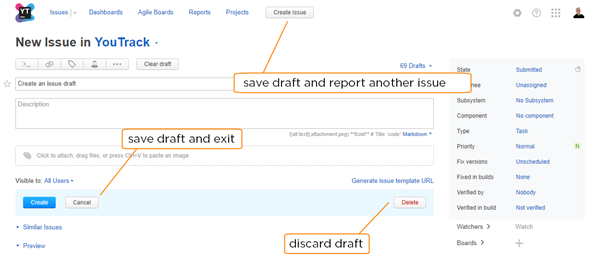 YT
Issues Dashboards Agile Boards Reports Projects Create Issue
New Issue in YouTrack
Clear draft
69 Drafts
save draft and report another issue
Create an issue draft
Description
![alt text](.attachment.png) **Bold** # Title `code` Markdown
save draft and exit
Click to attach, drag files, or press Ctrl+V to paste an image
Visible to: All Users
Generate issue template URL
Create Cancel Delete
discard draft
Similar Issues
Preview
State Submitted
nee Unassigned
Subsystem No Subsystem
Component No component
Type Task
Priority Normal N
Fix versions Unscheduled
Fixed in builds None
Verified by Nobody
Verified in build Not verified
Watchers Watch
Boards